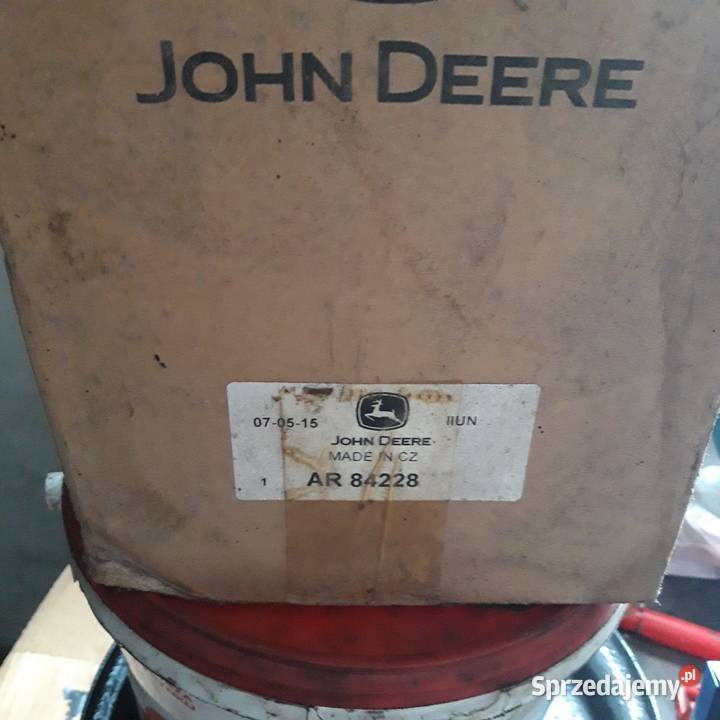 JOHN DEERE
07-05-15 IIUN
JOHN DEERE
MADE IN CZ
1 AR 84228
Sprzedajemy.pl